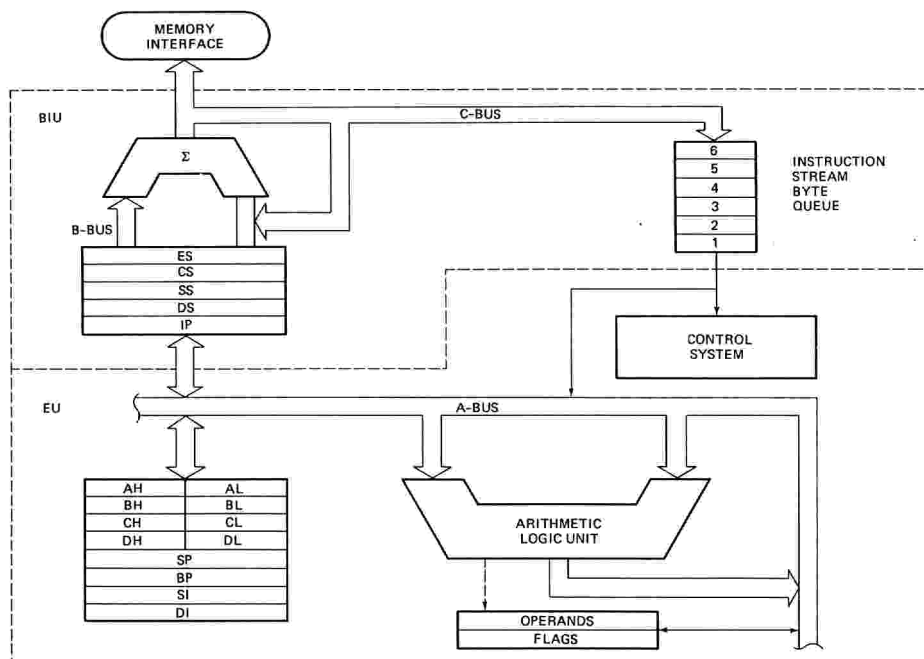 MEMORY
INTERFACE
BIU
C-BUS
Σ
6
5
4
3
2
1
INSTRUCTION
STREAM
BYTE
QUEUE
B-BUS
ES
CS
SS
DS
IP
CONTROL
SYSTEM
EU
A-BUS
AH AL
BH BL
CH CL
DH DL
SP
BP
SI
DI
ARITHMETIC
LOGIC UNIT
OPERANDS
FLAGS